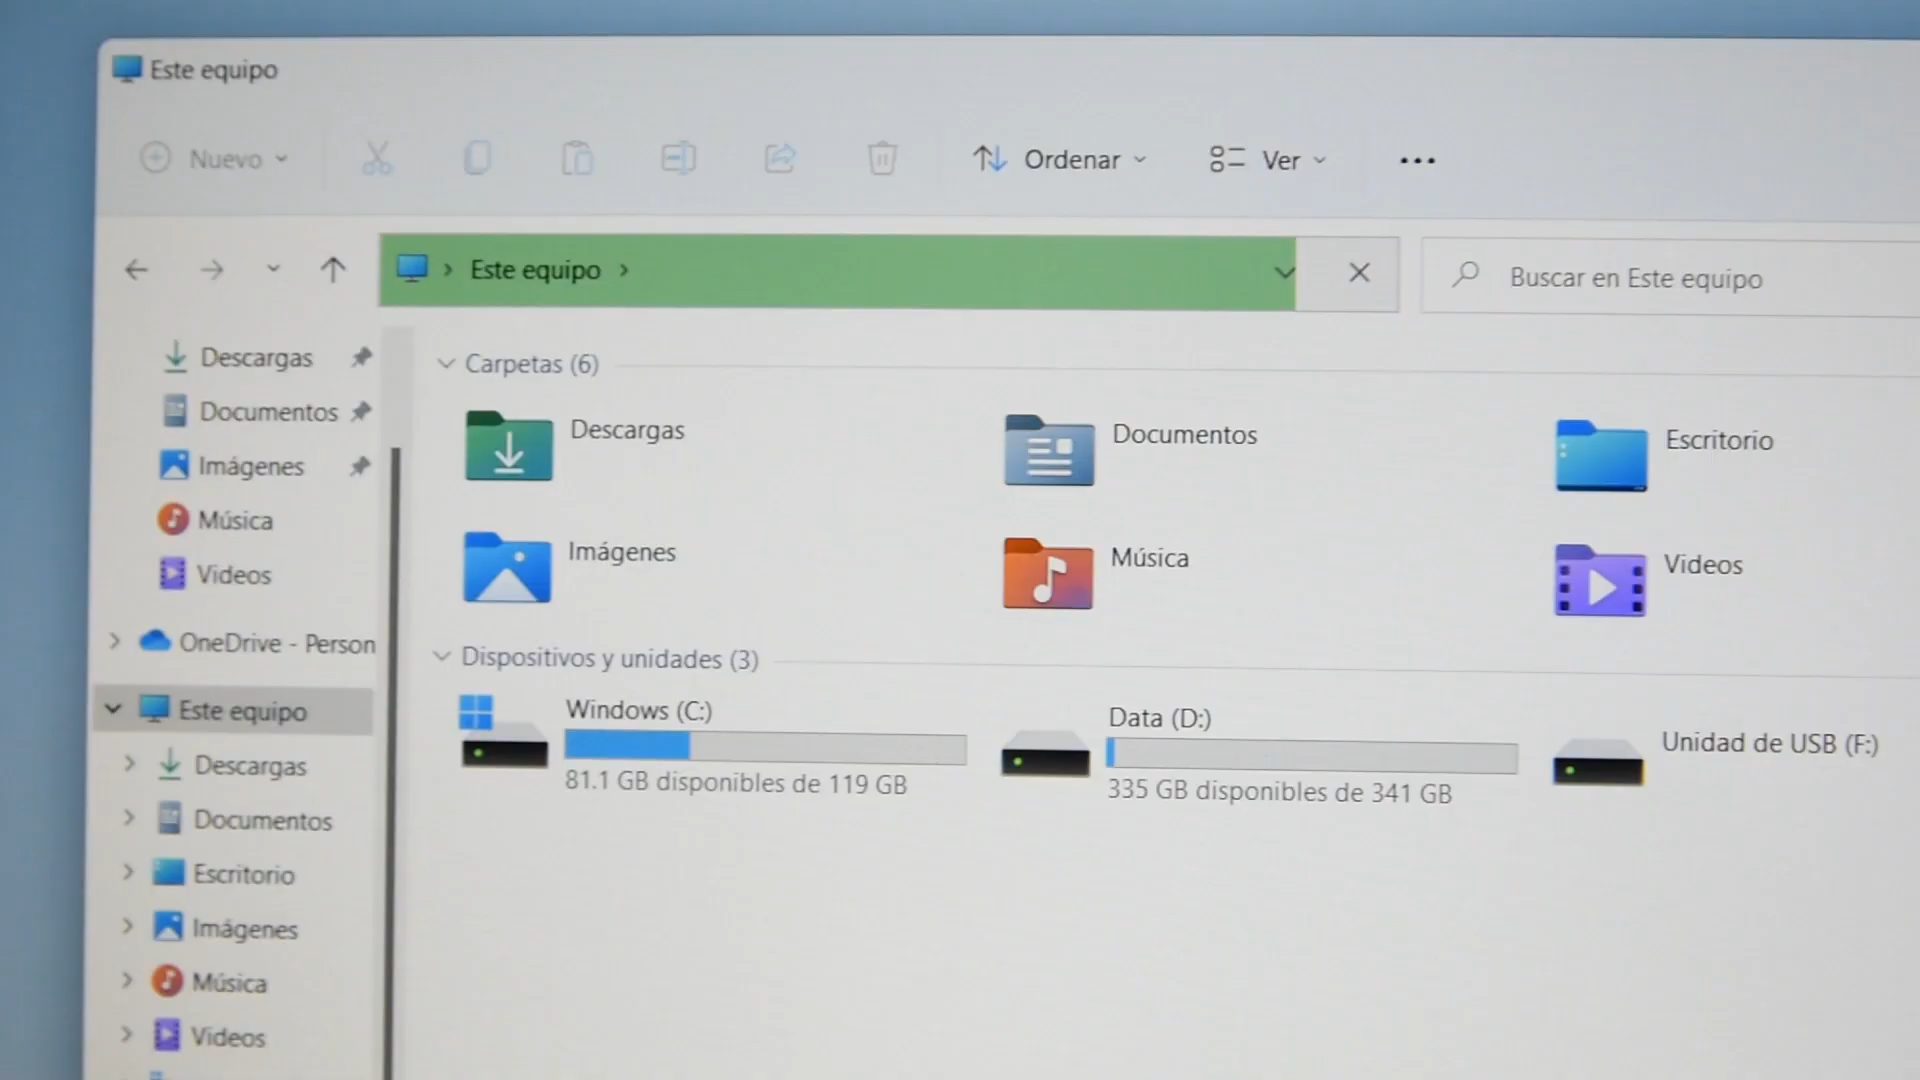 Este equipo
Nuevo
Ordenar
Ver
Este equipo
Buscar en Este equipo
Descargas
Documentos
Imágenes
Música
Videos
OneDrive - Person
Este equipo
Descargas
Documentos
Escritorio
Imágenes
Música
Videos
Carpetas (6)
Descargas
Documentos
Escritorio
Imágenes
Música
Videos
Dispositivos y unidades (3)
Windows (C:)
81.1 GB disponibles de 119 GB
Data (D:)
335 GB disponibles de 341 GB
Unidad de USB (F:)